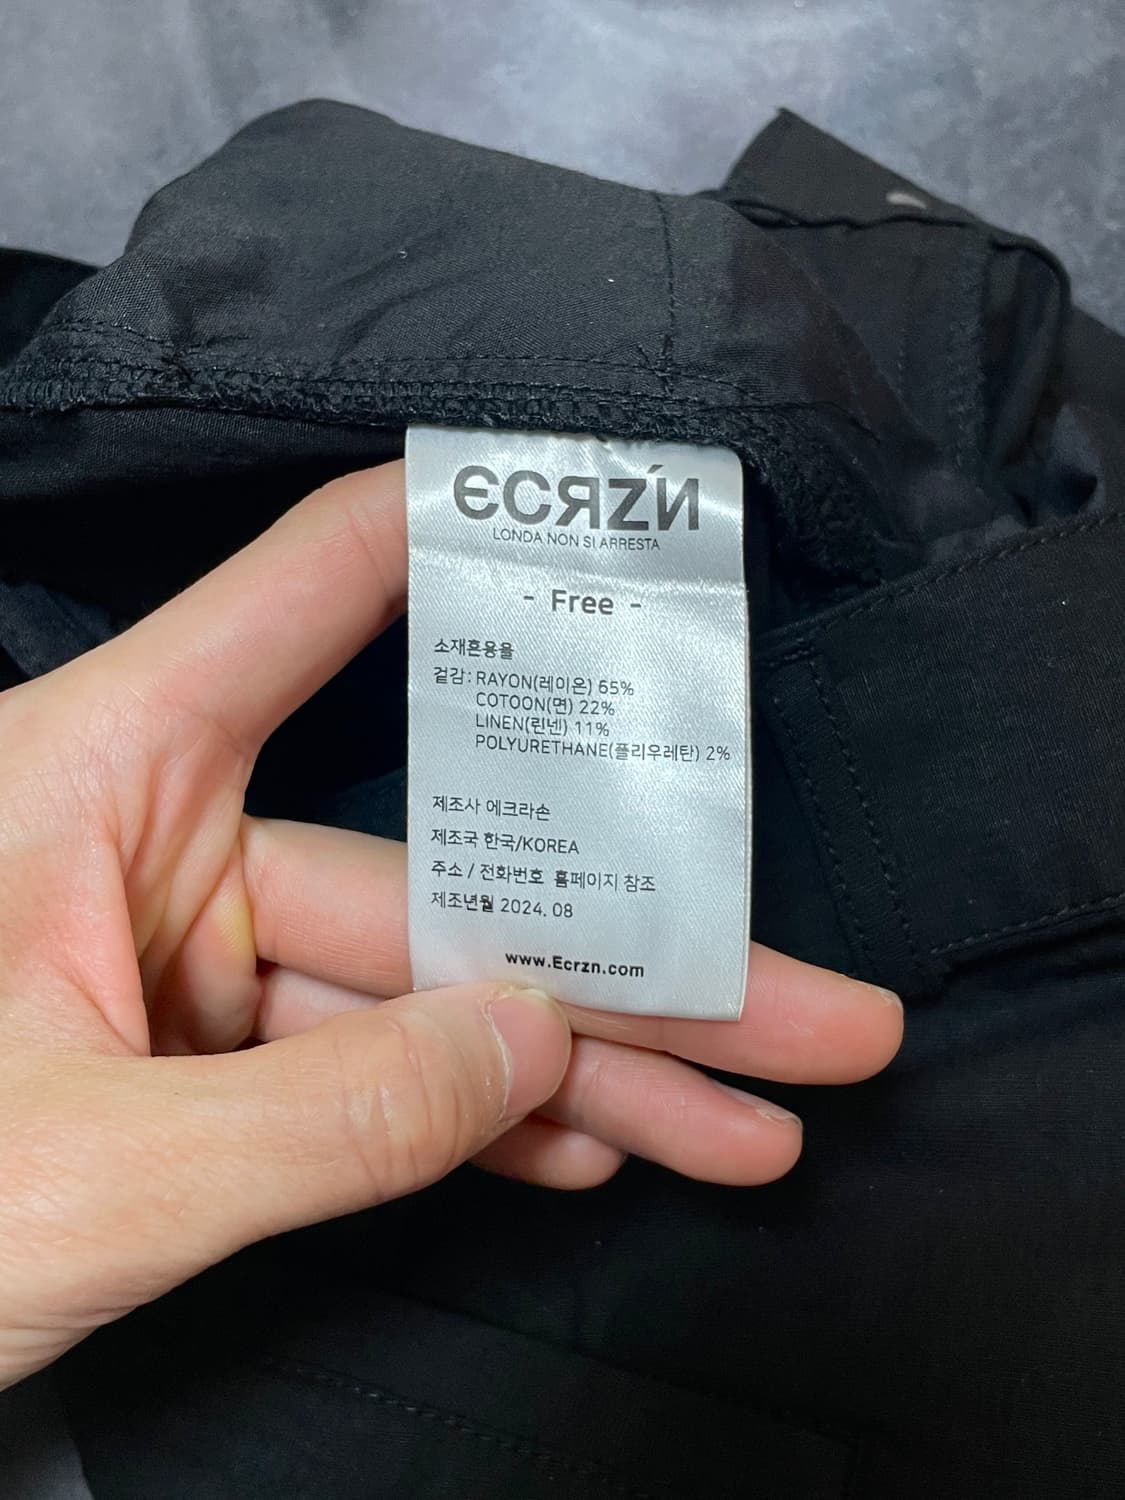 ЄCЯZŃ
LONDA NON SI ARRESTA
- Free -
소재혼용율
겉감 : RAYON(레이온) 65%
COTOON(면) 22%
LINEN(린넨) 11%
POLYURETHANE(플리우레탄) 2%
제조사 에크라손
제조국 한국/KOREA
주소 / 전화번호 홈페이지 참조
제조년월 2024. 08
www.Ecrzn.com